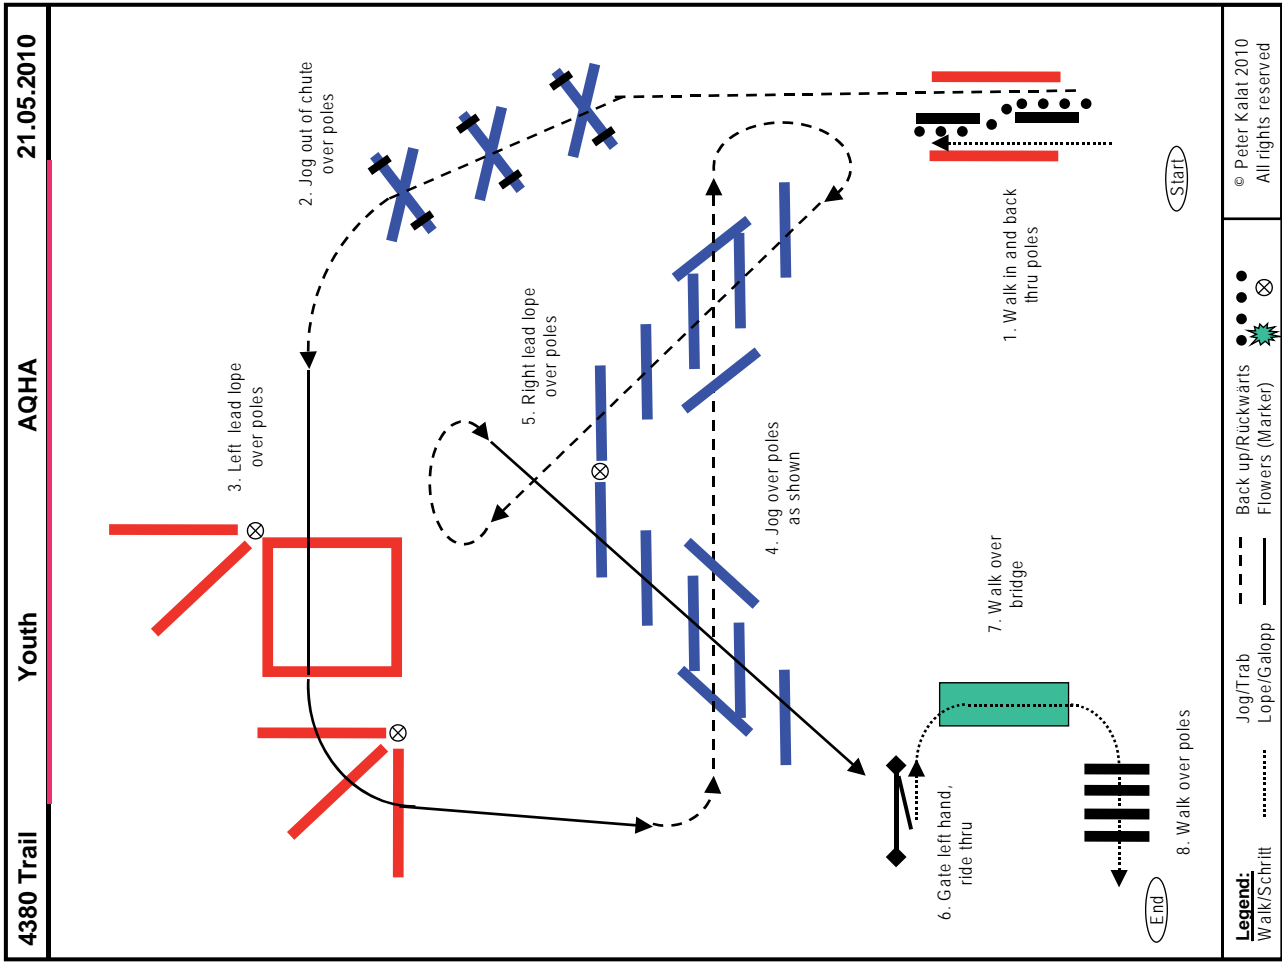 4380 Trail Youth AQHA 21.05.2010
2. Jog out of chute
over poles
3. Left lead lope
over poles
5. Right lead lope
over poles
4. Jog over poles
as shown
1. Walk in and back
thru poles
Start
7. Walk over
bridge
6. Gate left hand,
ride thru
8. Walk over poles
End
Legend:
Walk/Schritt
Jog/Trab
Lope/Galopp
Back up/Rückwärts
Flowers (Marker)
© Peter Kalat 2010
All rights reserved